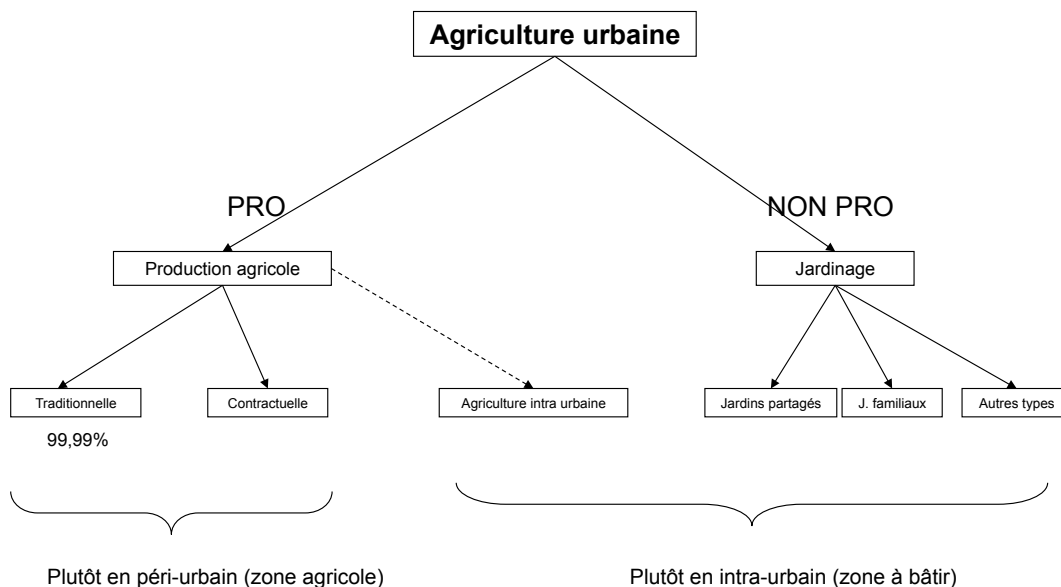 Agriculture urbaine
PRO
NON PRO
Production agricole
Jardinage
Traditionnelle
Contractuelle
Agriculture intra urbaine
Jardins partagés
J. familiaux
Autres types
99,99%
Plutôt en péri-urbain (zone agricole)
Plutôt en intra-urbain (zone à bâtir)